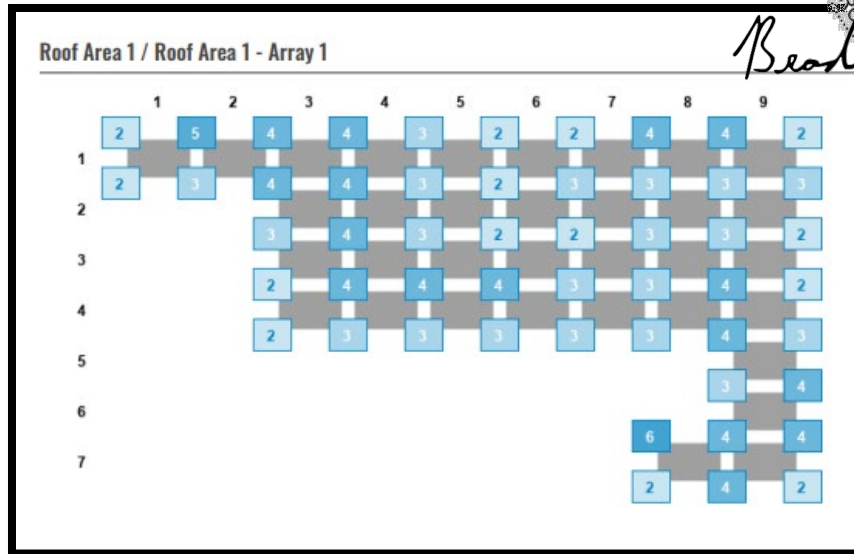 Roof Area 1 / Roof Area 1 - Array 1
1 2 3 4 5 6 7 8 9
2 5 4 4 3 2 2 4 4 2
1
2 3 4 4 3 2 3 3 3 3
2
3 4 3 2 2 3 3 2
3
2 4 4 4 3 3 4 2
4
2 3 3 3 3 3 4 3
5
3 4
6
6 4 4
7
2 4 2